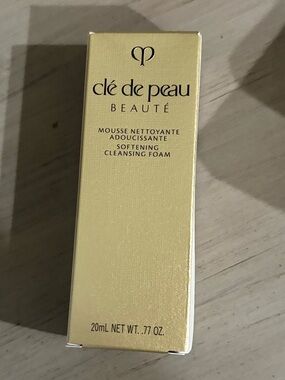 clé de peau
BEAUTÉ
MOUSSE NETTOYANTE
ADOUCISSANTE
SOFTENING
CLEANSING FOAM
20mL NET WT. .77 OZ.